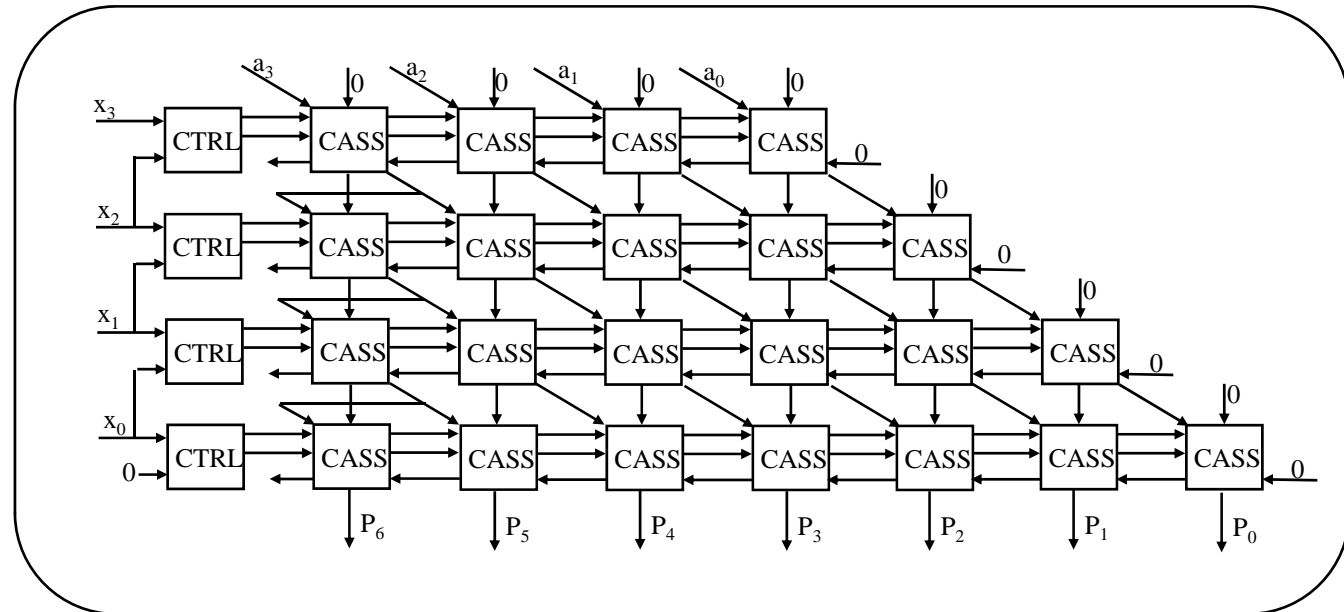 a₃ 0 a₂ 0 a₁ 0 a₀ 0
x₃
CTRL CASS CASS CASS CASS
0
0
x₂
CTRL CASS CASS CASS CASS CASS
0
0
x₁
CTRL CASS CASS CASS CASS CASS CASS
0
0
x₀
CTRL CASS CASS CASS CASS CASS CASS CASS
0 0
P₆ P₅ P₄ P₃ P₂ P₁ P₀